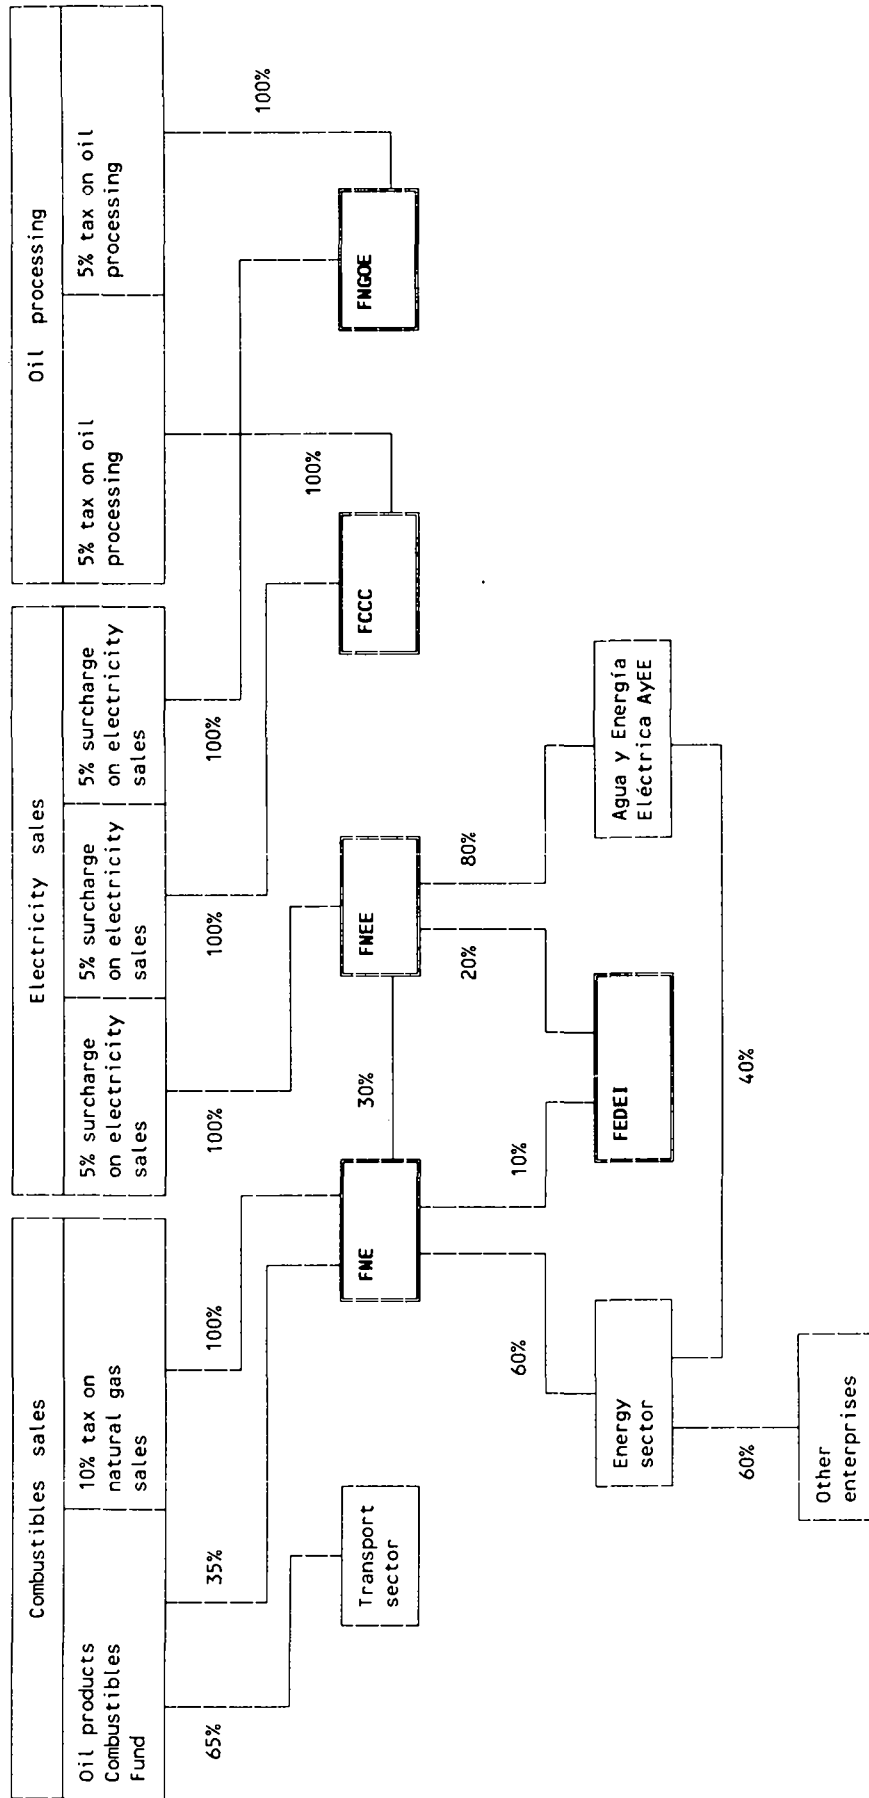 Combustibles sales
Oil products
Combustibles
Fund
10% tax on
natural gas
sales
Electricity sales
5% surcharge
on electricity
sales
5% surcharge
on electricity
sales
5% surcharge
on electricity
sales
Oil processing
5% tax on oil
processing
5% tax on oil
processing
65%
35%
100%
100%
100%
100%
100%
100%
Transport
sector
FNE
30%
FNEE
FCCC
FNGOE
60%
10%
20%
80%
Energy
sector
FEDEI
Agua y Energía
Eléctrica AyEE
60%
40%
Other
enterprises